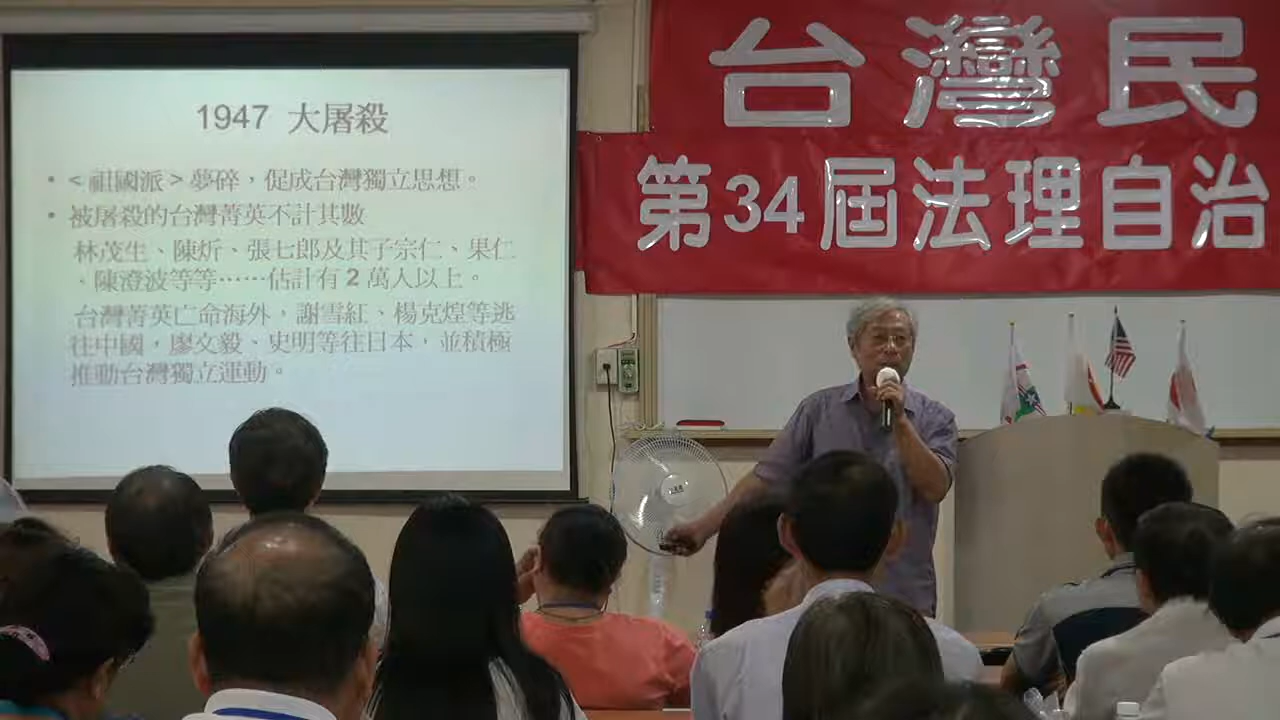 1947 大屠殺
• <祖國派>夢碎，促成台灣獨立思想。
• 被屠殺的台灣菁英不計其數
林茂生、陳炘、張七郎及其子宗仁、果仁
、陳澄波等等……估計有 2 萬人以上。
台灣菁英亡命海外，謝雪紅、楊克煌等逃
往中國，廖文毅、史明等往日本，並積極
推動台灣獨立運動。
台灣民
第34屆法理自治